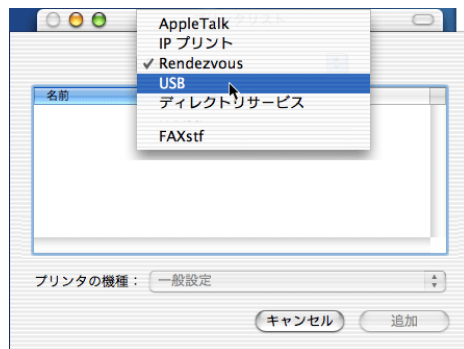 AppleTalk
IP プリント
✓ Rendezvous
USB
ディレクトリサービス
FAXstf
名前
プリンタの機種： 一般設定
キャンセル 追加